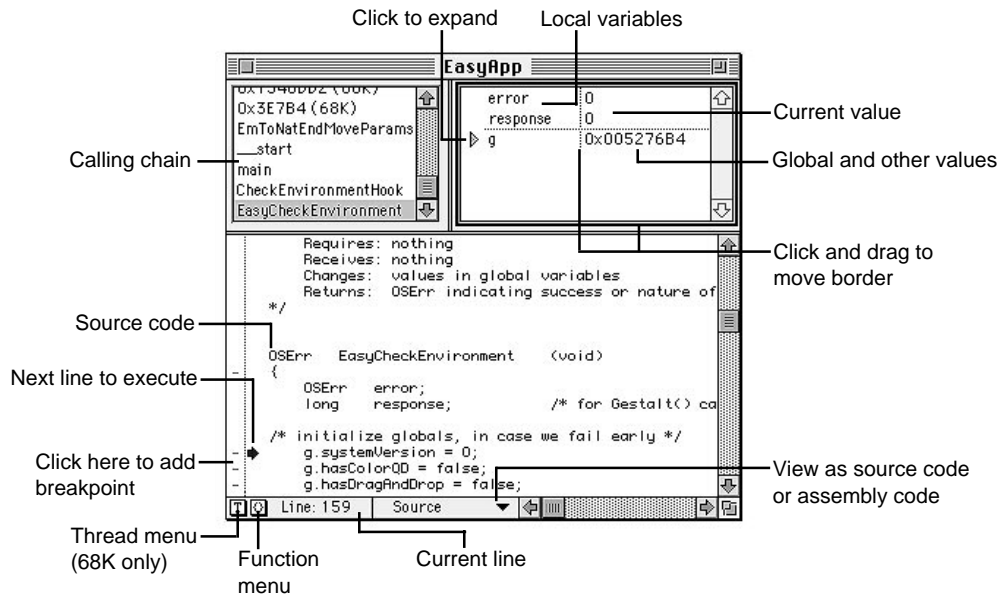 Click to expand
Local variables
EasyApp
0x3E7B4 (68K)
EmToNatEndMoveParams
__start
main
CheckEnvironmentHook
EasyCheckEnvironment
error 0
response 0
g 0x005276B4
Calling chain
Current value
Global and other values
Click and drag to
move border
Requires: nothing
Receives: nothing
Changes: values in global variables
Returns: OSErr indicating success or nature of
*/
Source code
OSErr EasyCheckEnvironment (void)
{
Next line to execute
OSErr error;
long response; /* for Gestalt() ca
/* initialize globals, in case we fail early */
g.systemVersion = 0;
g.hasColorQD = false;
g.hasDragAndDrop = false;
Click here to add
breakpoint
View as source code
or assembly code
T {} Line: 159 Source
Thread menu
(68K only)
Function
menu
Current line